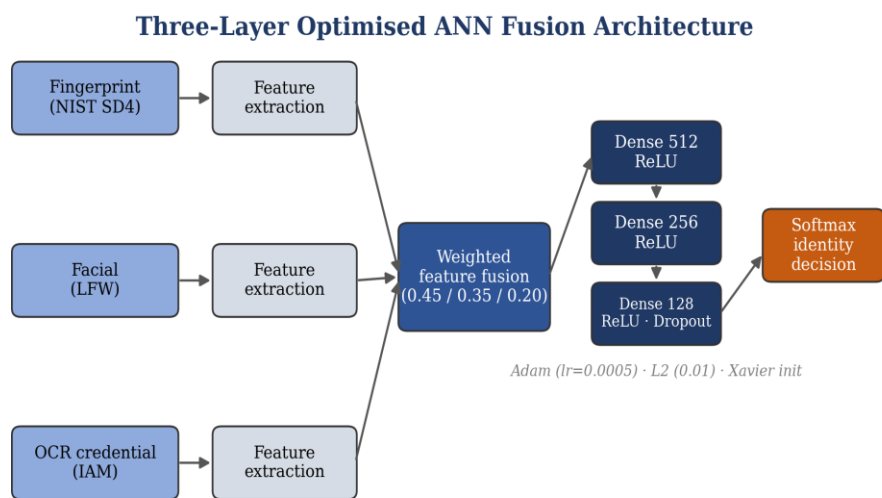 Three-Layer Optimised ANN Fusion Architecture
Fingerprint
(NIST SD4)
Feature
extraction
Facial
(LFW)
Feature
extraction
OCR credential
(IAM)
Feature
extraction
Weighted
feature fusion
(0.45 / 0.35 / 0.20)
Dense 512
ReLU
Dense 256
ReLU
Dense 128
ReLU · Dropout
Softmax
identity
decision
Adam (lr=0.0005) · L2 (0.01) · Xavier init